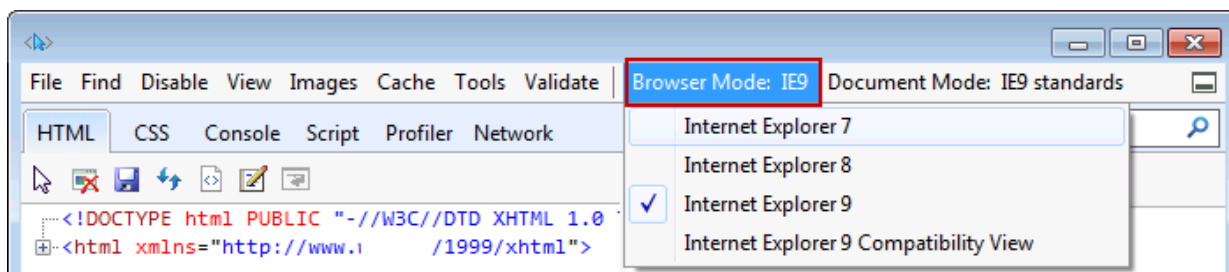 File Find Disable View Images Cache Tools Validate Browser Mode: IE9 Document Mode: IE9 standards
HTML CSS Console Script Profiler Network
Internet Explorer 7
Internet Explorer 8
Internet Explorer 9
Internet Explorer 9 Compatibility View
<!DOCTYPE html PUBLIC "-//W3C//DTD XHTML 1.0
<html xmlns="http://www. /1999/xhtml">